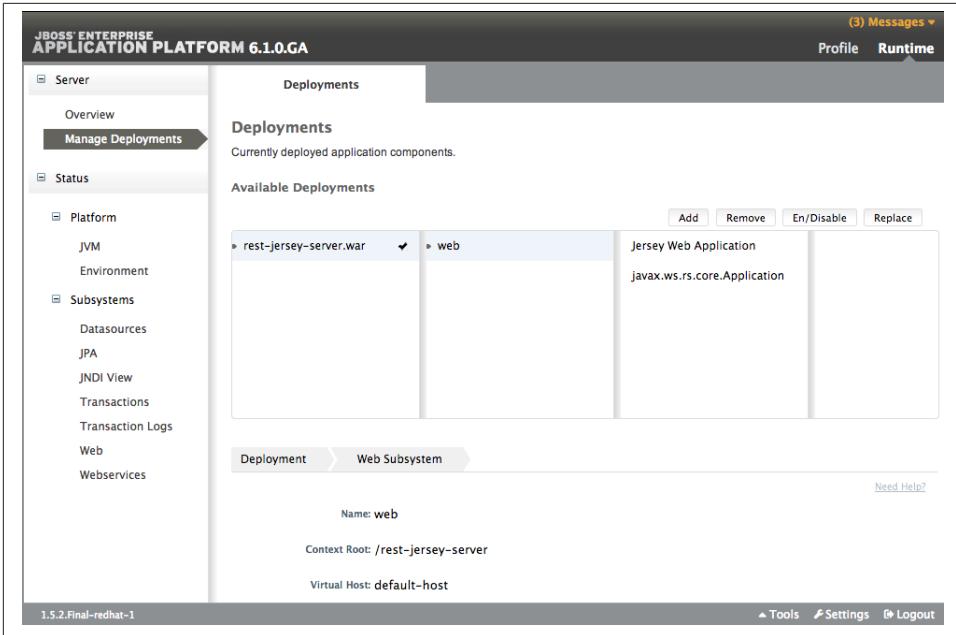 (3) Messages
JBOSS® ENTERPRISE
APPLICATION PLATFORM 6.1.0.GA
Profile Runtime
Server
Overview
Manage Deployments
Status
Platform
JVM
Environment
Subsystems
Datasources
JPA
JNDI View
Transactions
Transaction Logs
Web
Webservices
Deployments
Deployments
Currently deployed application components.
Available Deployments
Add Remove En/Disable Replace
rest-jersey-server.war
web
Jersey Web Application
javax.ws.rs.core.Application
Deployment Web Subsystem
Need Help?
Name: web
Context Root: /rest-jersey-server
Virtual Host: default-host
1.5.2.Final-redhat-1
Tools Settings Logout